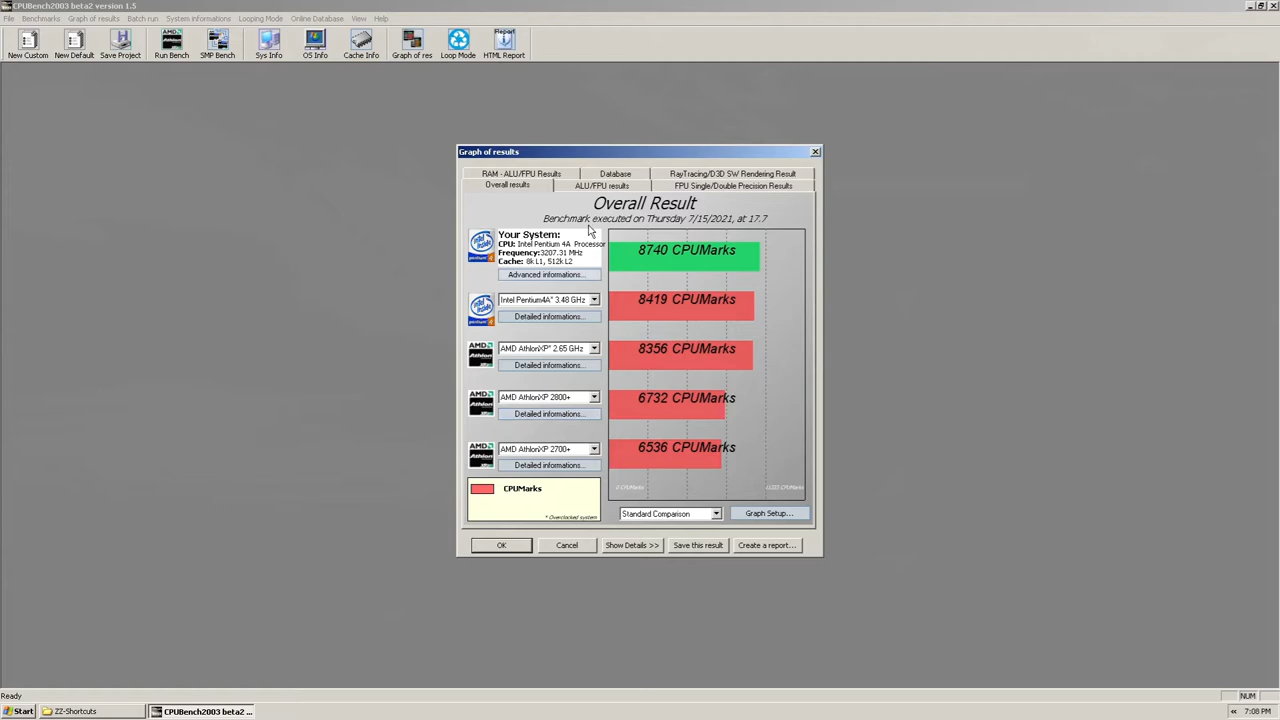 CPUBench2003 beta2 version 1.5
File Benchmarks Graph of results Batch run System informations Looping Mode Online Database View Help
New Custom New Default Save Project Run Bench SMP Bench Sys Info OS Info Cache Info Graph of res Loop Mode HTML Report
Graph of results
RAM - ALU/FPU Results Database RayTracing/D3D SW Rendering Result
Overall results ALU/FPU results FPU Single/Double Precision Results
Overall Result
Benchmark executed on Thursday 7/15/2021, at 17.7
Your System:
CPU: Intel Pentium 4A Processor
Frequency:3207.31 MHz
Cache: 8k L1, 512k L2
Advanced informations...
8740 CPUMarks
Intel Pentium4A* 3.48 GHz
Detailed informations...
8419 CPUMarks
AMD AthlonXP* 2.65 GHz
Detailed informations...
8356 CPUMarks
AMD AthlonXP 2800+
Detailed informations...
6732 CPUMarks
AMD AthlonXP 2700+
Detailed informations...
6536 CPUMarks
CPUMarks
* Overclocked system
0 CPUMarks
Standard Comparison Graph Setup...
OK Cancel Show Details >> Save this result Create a report...
Ready NUM
Start ZZ-Shortcuts CPUBench2003 beta2 ... « 7:08 PM